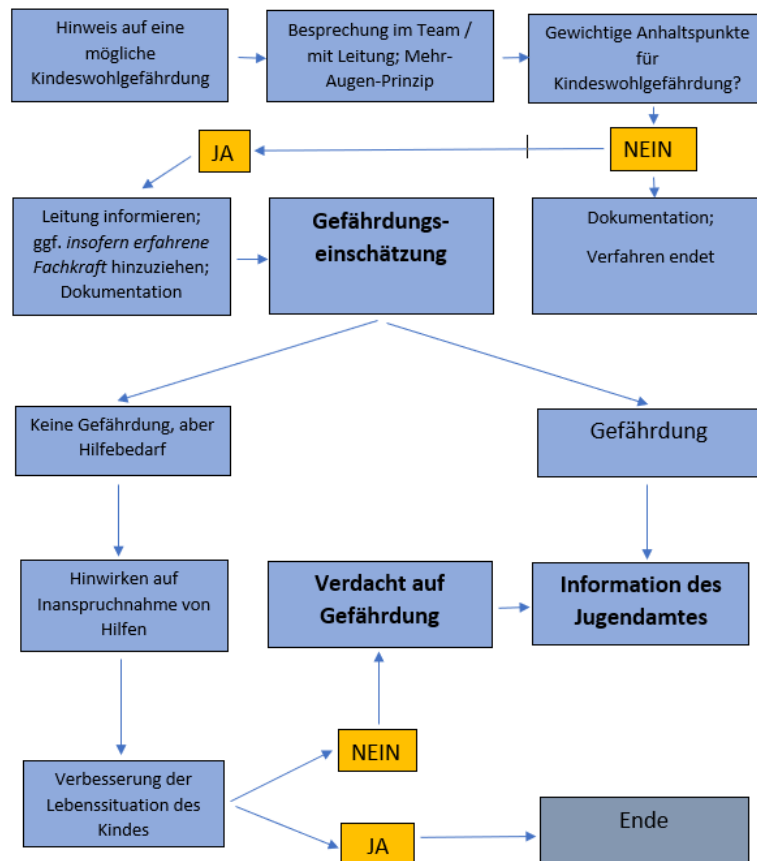 Hinweis auf eine
mögliche
Kindeswohlgefährdung
Besprechung im Team /
mit Leitung; Mehr-
Augen-Prinzip
Gewichtige Anhaltspunkte
für
Kindeswohlgefährdung?
JA
NEIN
Leitung informieren;
ggf. insofern erfahrene
Fachkraft hinzuziehen;
Dokumentation
Gefährdungs-
einschätzung
Dokumentation;
Verfahren endet
Keine Gefährdung, aber
Hilfebedarf
Gefährdung
Hinwirken auf
Inanspruchnahme von
Hilfen
Verdacht auf
Gefährdung
Information des
Jugendamtes
NEIN
Verbesserung der
Lebenssituation des
Kindes
JA
Ende